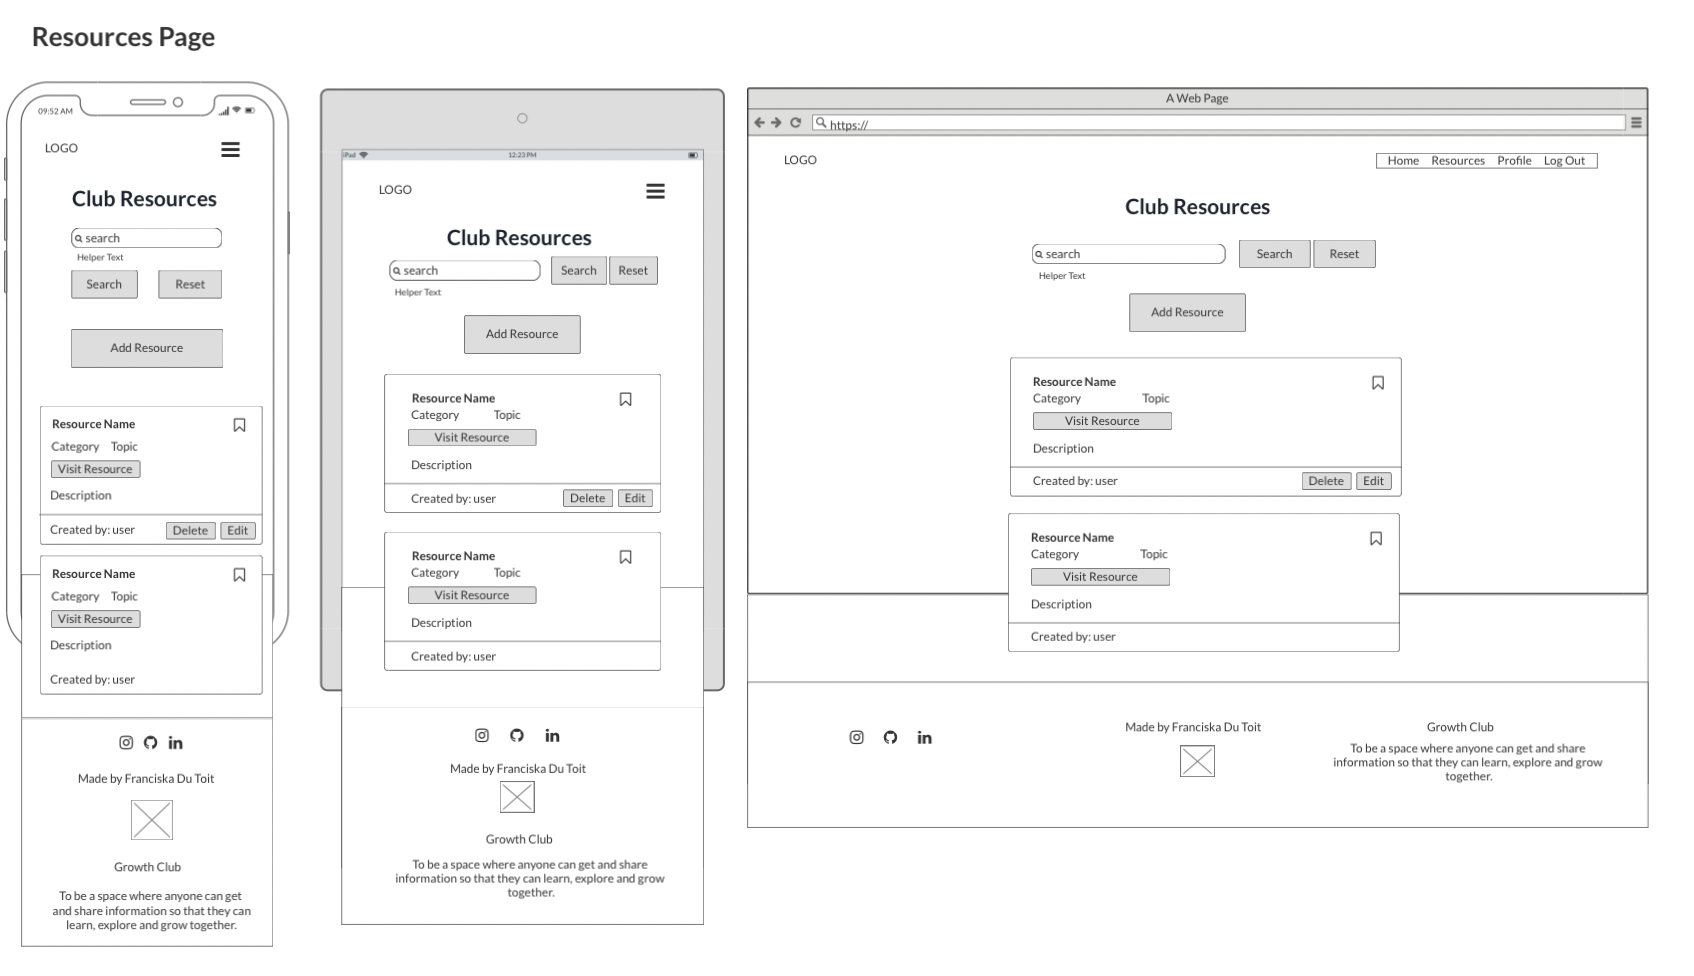 Resources Page
09:52 AM
LOGO
Club Resources
search
Helper Text
Search Reset
Add Resource
Resource Name
Category Topic
Visit Resource
Description
Created by: user Delete Edit
Resource Name
Category Topic
Visit Resource
Description
Created by: user
Made by Franciska Du Toit
Growth Club
To be a space where anyone can get
and share information so that they can
learn, explore and grow together.
iPad 12:23 PM
LOGO
Club Resources
search Search Reset
Helper Text
Add Resource
Resource Name
Category Topic
Visit Resource
Description
Created by: user Delete Edit
Resource Name
Category Topic
Visit Resource
Description
Created by: user
Made by Franciska Du Toit
Growth Club
To be a space where anyone can get and share
information so that they can learn, explore and grow
together.
A Web Page
https://
LOGO Home Resources Profile Log Out
Club Resources
search Search Reset
Helper Text
Add Resource
Resource Name
Category Topic
Visit Resource
Description
Created by: user Delete Edit
Resource Name
Category Topic
Visit Resource
Description
Created by: user
Made by Franciska Du Toit
Growth Club
To be a space where anyone can get and share
information so that they can learn, explore and grow
together.